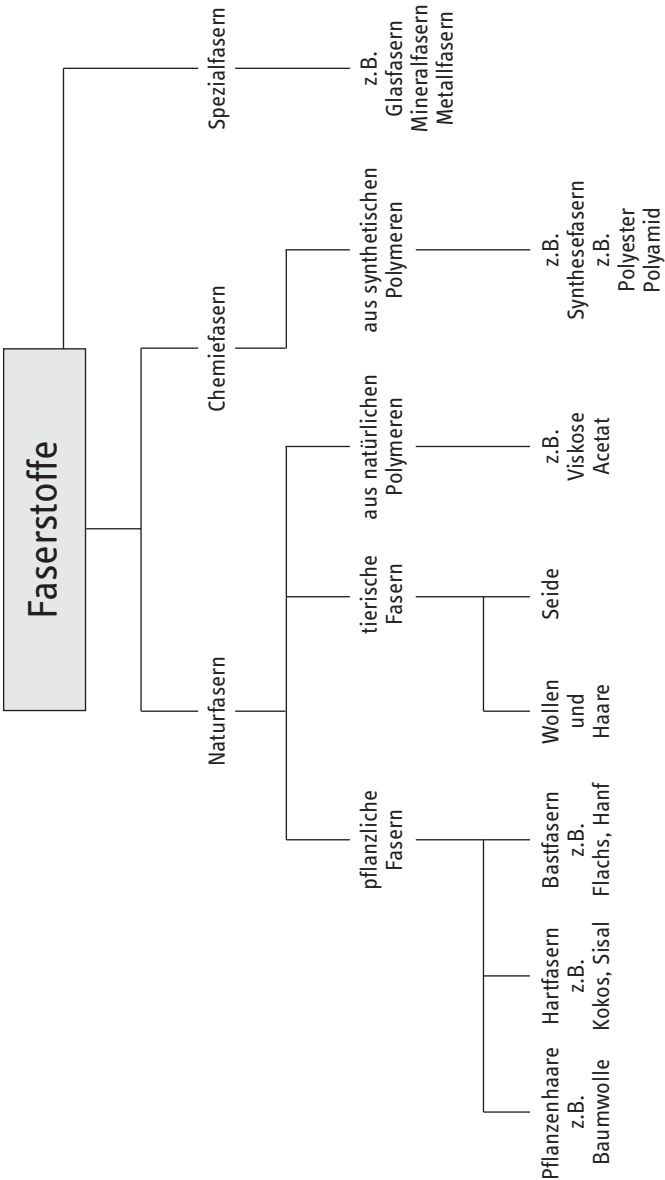 Faserstoffe
Naturfasern
Chemiefasern
Spezialfasern
pflanzliche
Fasern
tierische
Fasern
aus natürlichen
Polymeren
aus synthetischen
Polymeren
z.B.
Glasfasern
Mineralfasern
Metallfasern
Pflanzenhaare
z.B.
Baumwolle
Hartfasern
z.B.
Kokos, Sisal
Bastfasern
z.B.
Flachs, Hanf
Wollen
und
Haare
Seide
z.B.
Viskose
Acetat
z.B.
Synthesefasern
z.B.
Polyester
Polyamid